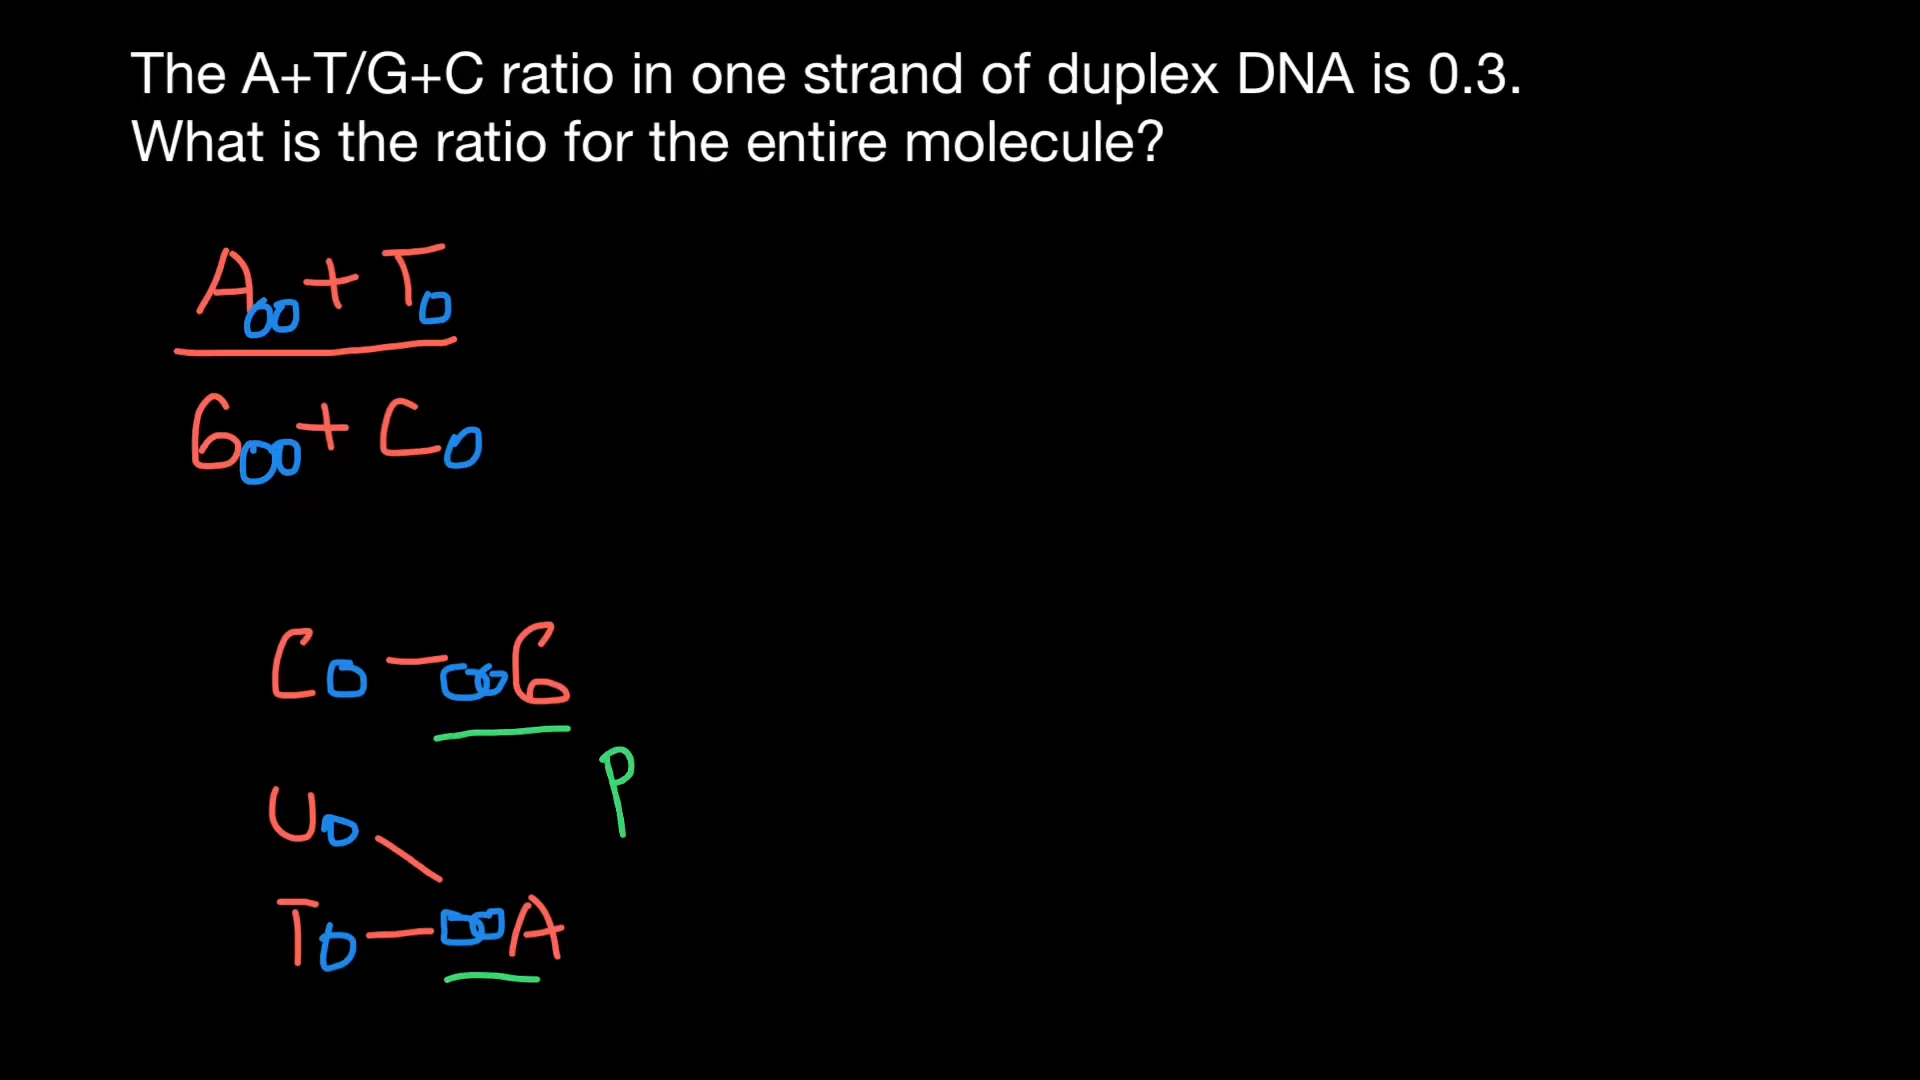 The A+T/G+C ratio in one strand of duplex DNA is 0.3.
What is the ratio for the entire molecule?
A + T
G + C
C — G
P
U
T — A